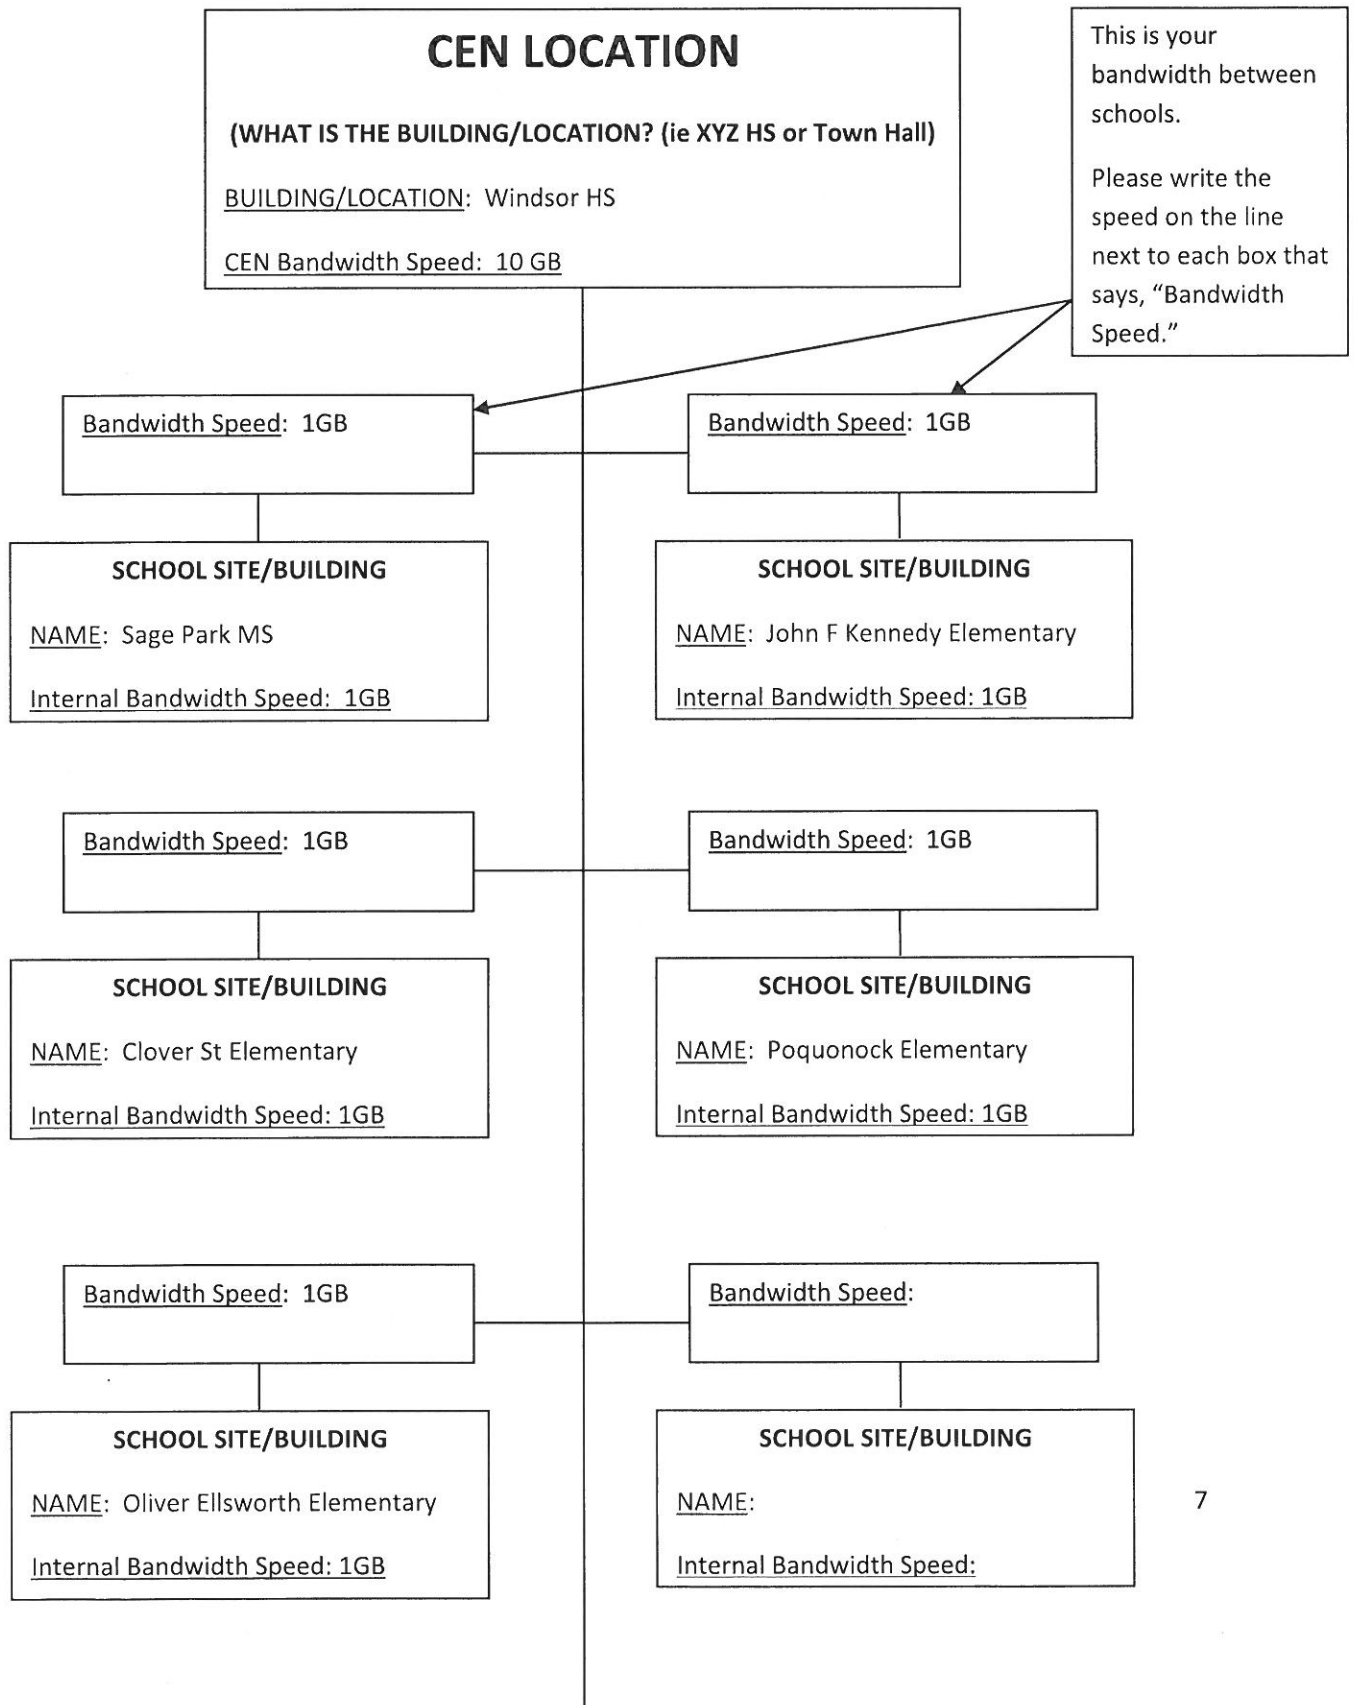 CEN LOCATION
(WHAT IS THE BUILDING/LOCATION? (ie XYZ HS or Town Hall)
BUILDING/LOCATION: Windsor HS
CEN Bandwidth Speed: 10 GB
This is your
bandwidth between
schools.
Please write the
speed on the line
next to each box that
says, “Bandwidth
Speed.”
Bandwidth Speed: 1GB
Bandwidth Speed: 1GB
SCHOOL SITE/BUILDING
NAME: Sage Park MS
Internal Bandwidth Speed: 1GB
SCHOOL SITE/BUILDING
NAME: John F Kennedy Elementary
Internal Bandwidth Speed: 1GB
Bandwidth Speed: 1GB
Bandwidth Speed: 1GB
SCHOOL SITE/BUILDING
NAME: Clover St Elementary
Internal Bandwidth Speed: 1GB
SCHOOL SITE/BUILDING
NAME: Poquonock Elementary
Internal Bandwidth Speed: 1GB
Bandwidth Speed: 1GB
Bandwidth Speed:
SCHOOL SITE/BUILDING
NAME: Oliver Ellsworth Elementary
Internal Bandwidth Speed: 1GB
SCHOOL SITE/BUILDING
NAME:
Internal Bandwidth Speed:
7